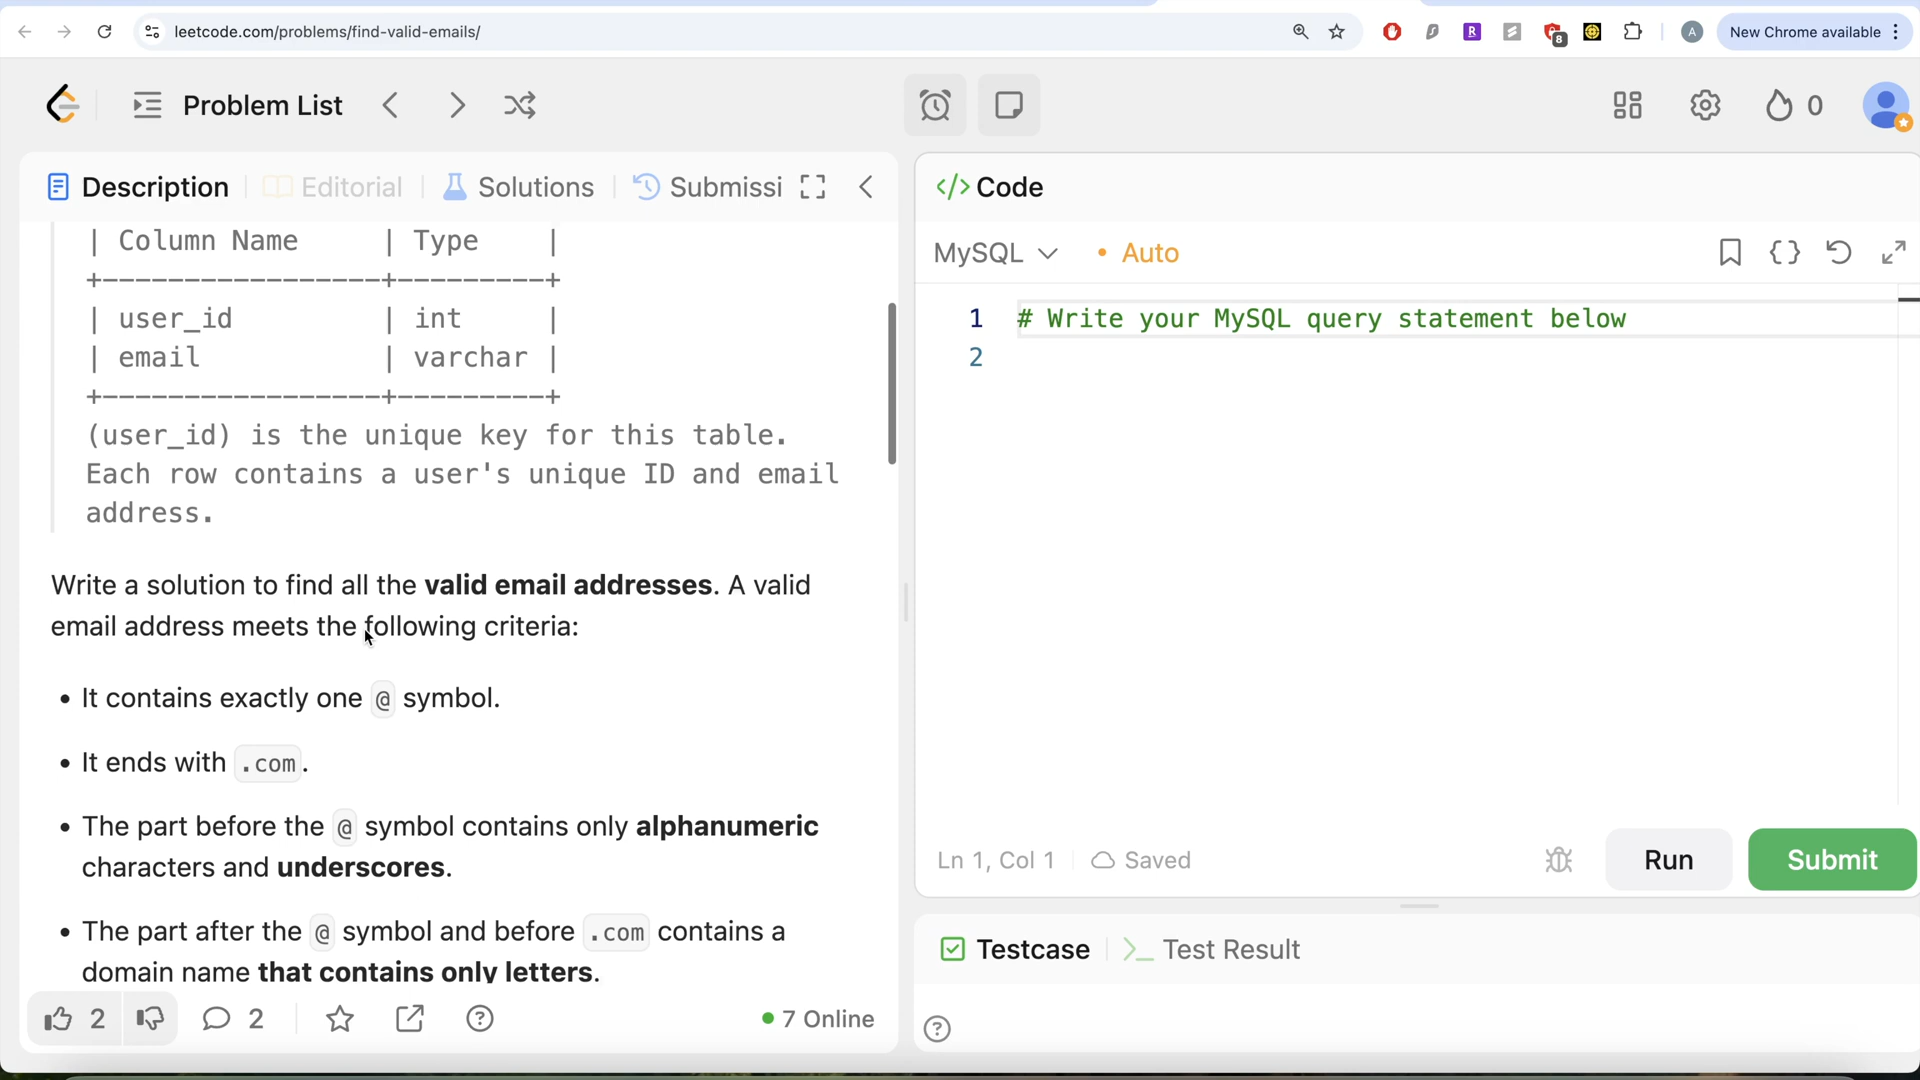 leetcode.com/problems/find-valid-emails/
8
A
New Chrome available
Problem List
0
Description
Editorial
Solutions
Submissi
| Column Name | Type |
+-----------------+---------+
| user_id | int |
| email | varchar |
+-----------------+---------+
(user_id) is the unique key for this table.
Each row contains a user's unique ID and email
address.
Write a solution to find all the valid email addresses. A valid
email address meets the following criteria:
• It contains exactly one @ symbol.
• It ends with .com.
• The part before the @ symbol contains only alphanumeric
characters and underscores.
• The part after the @ symbol and before .com contains a
domain name that contains only letters.
2
2
7 Online
</> Code
MySQL
• Auto
1 # Write your MySQL query statement below
2
Ln 1, Col 1
Saved
Run
Submit
Testcase
Test Result